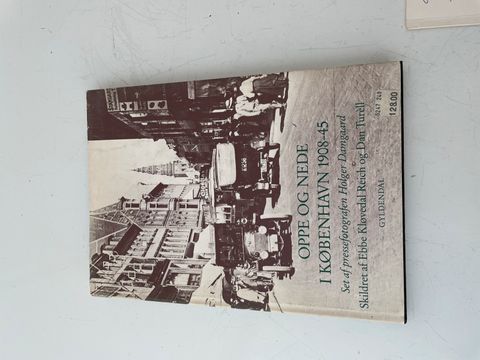 OPPE OG NEDE
I KØBENHAVN 1908-45
Set af pressefotografen Holger Damgaard
Skildret af Ebbe Kløvedal Reich og Dan Turèll
GYLDENDAL
128.00